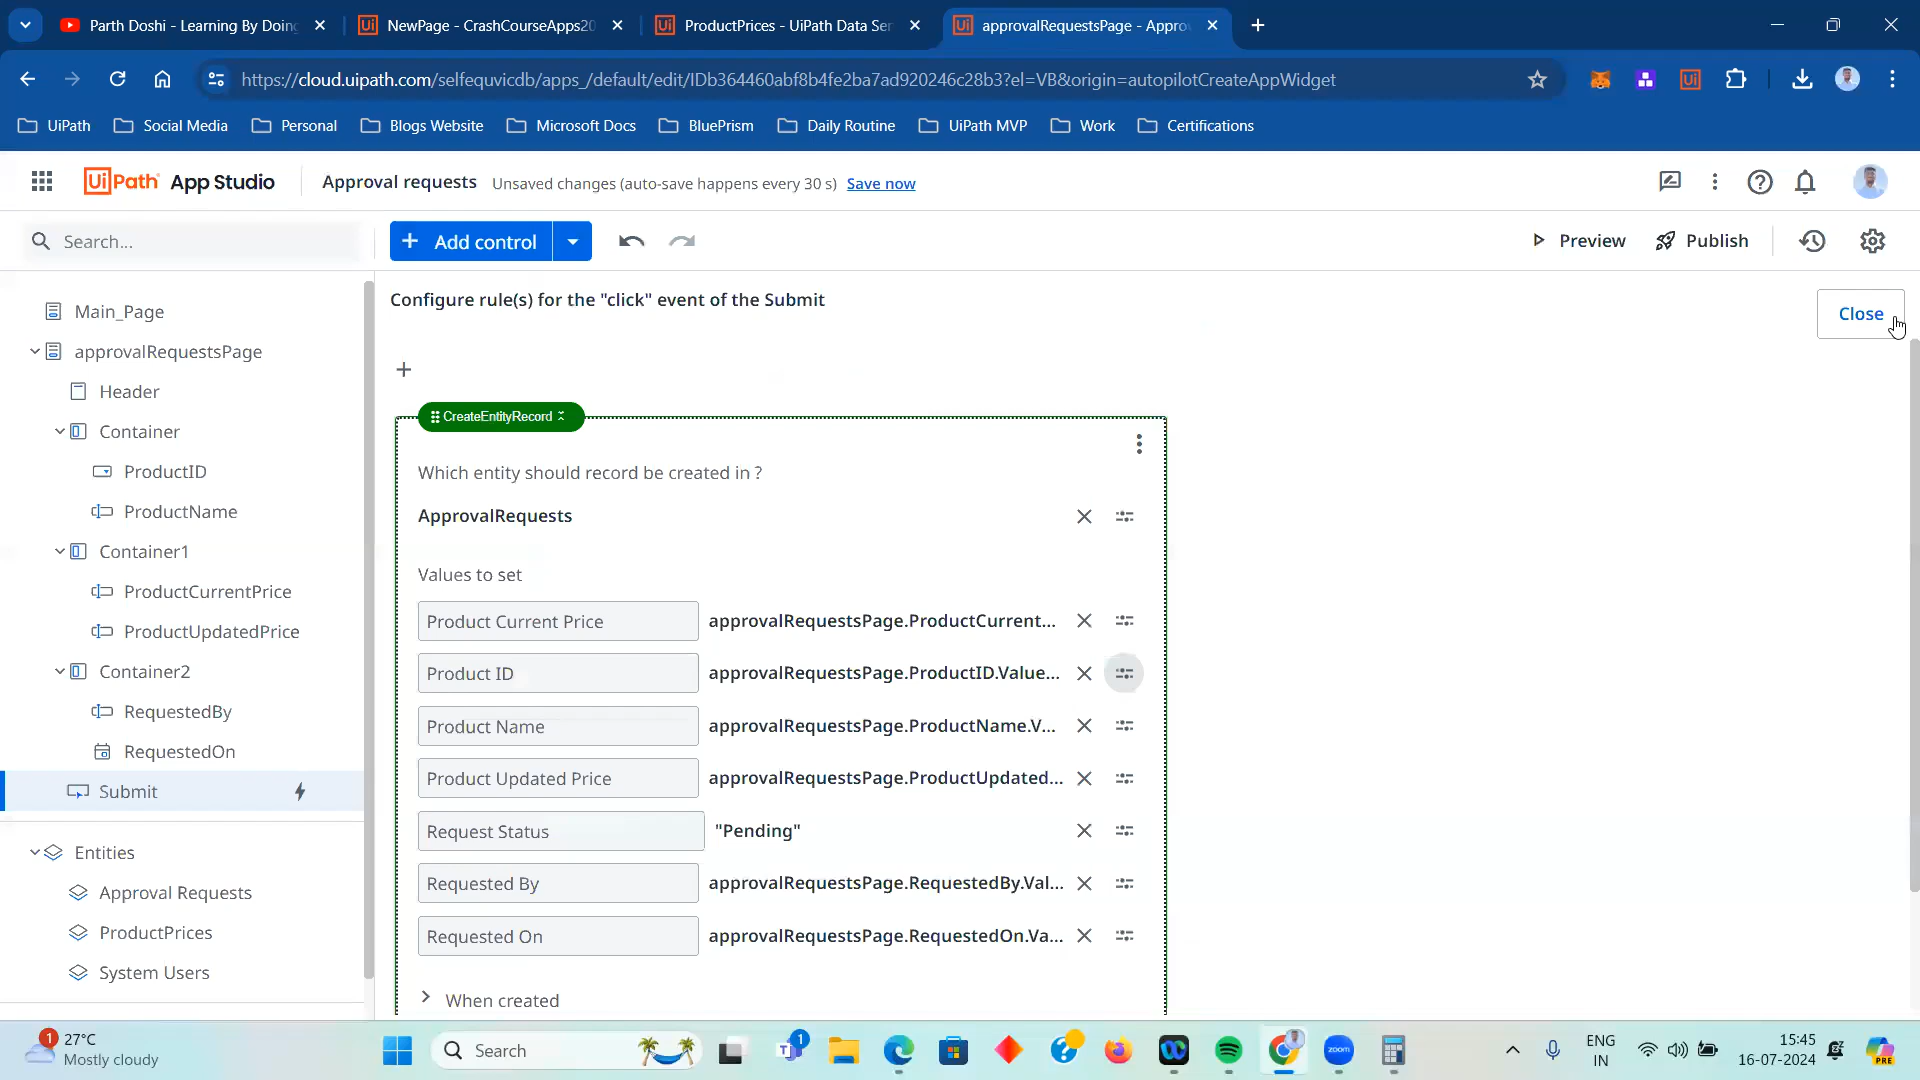 Parth Doshi - Learning By Doing
NewPage - CrashCourseApps20
ProductPrices - UiPath Data Ser
approvalRequestsPage - Appro
https://cloud.uipath.com/selfequvicdb/apps_/default/edit/IDb364460abf8b4fe2ba7ad920246c28b3?el=VB&origin=autopilotCreateAppWidget
UiPath
Social Media
Personal
Blogs Website
Microsoft Docs
BluePrism
Daily Routine
UiPath MVP
Work
Certifications
UiPath App Studio
Approval requests
Unsaved changes (auto-save happens every 30 s) Save now
Search...
Add control
Preview
Publish
Main_Page
approvalRequestsPage
Header
Container
ProductID
ProductName
Container1
ProductCurrentPrice
ProductUpdatedPrice
Container2
RequestedBy
RequestedOn
Submit
Entities
Approval Requests
ProductPrices
System Users
Configure rule(s) for the "click" event of the Submit
Close
CreateEntityRecord
Which entity should record be created in ?
ApprovalRequests
Values to set
Product Current Price approvalRequestsPage.ProductCurrent...
Product ID approvalRequestsPage.ProductID.Value...
Product Name approvalRequestsPage.ProductName.V...
Product Updated Price approvalRequestsPage.ProductUpdated...
Request Status "Pending"
Requested By approvalRequestsPage.RequestedBy.Val...
Requested On approvalRequestsPage.RequestedOn.Va...
When created
1
27°C
Mostly cloudy
Search
1
zoom
ENG
IN
15:45
16-07-2024
PRE